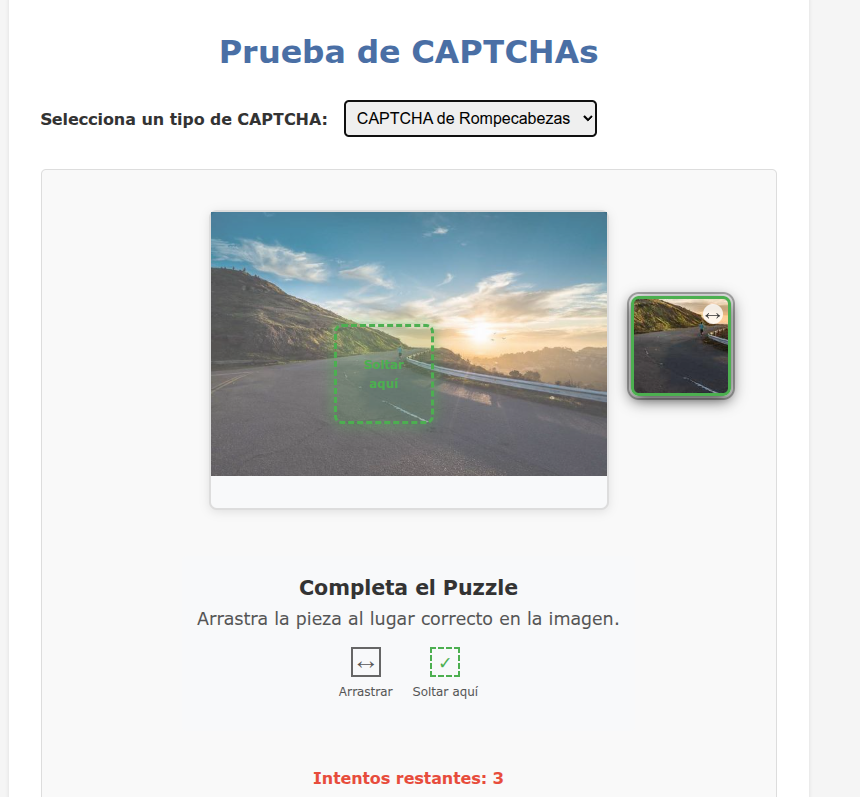 Prueba de CAPTCHAs
Selecciona un tipo de CAPTCHA: CAPTCHA de Rompecabezas
Soltar
aquí
Completa el Puzzle
Arrastra la pieza al lugar correcto en la imagen.
Arrastrar Soltar aquí
Intentos restantes: 3